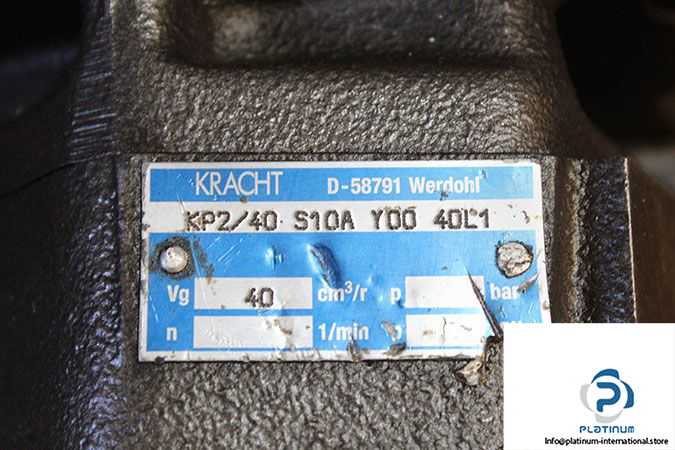 KRACHT D-58791 Werdohl
KP2/40 S10A Y00 40L1
Vg 40 cm³/r p bar
n 1/min p
PLATINUM
Info@platinum-international.store